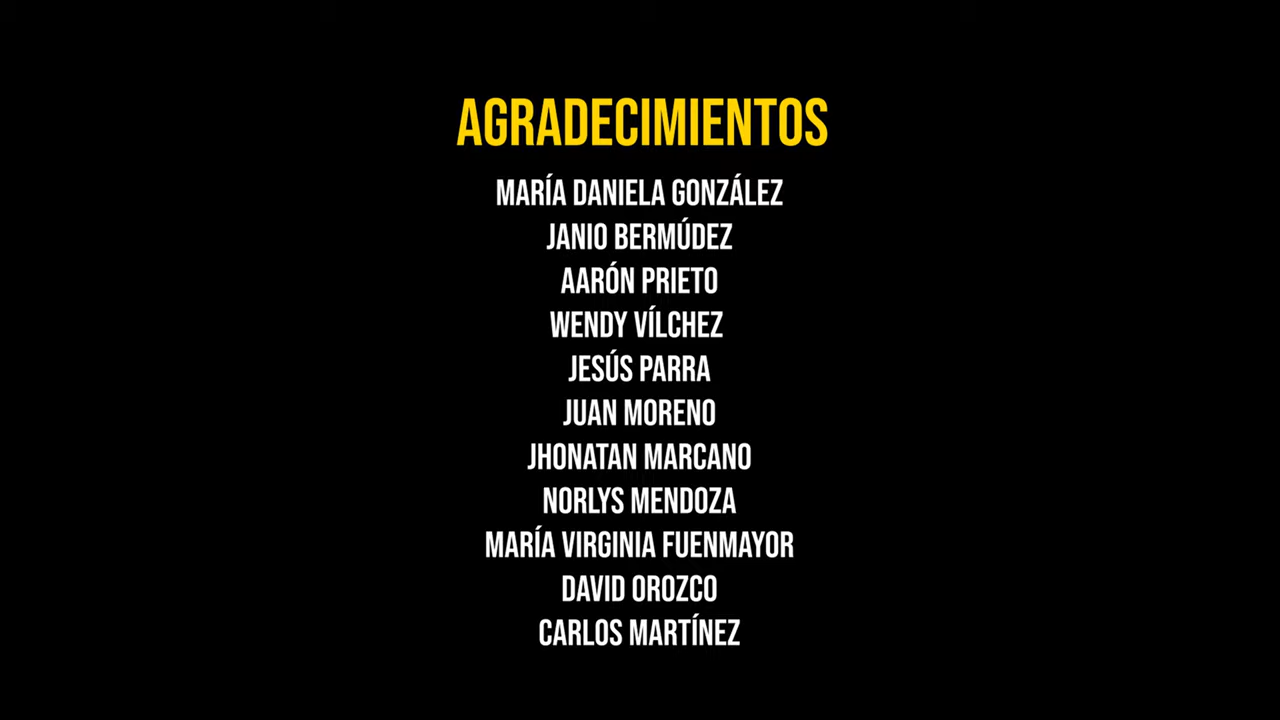 AGRADECIMIENTOS
MARÍA DANIELA GONZÁLEZ
JANIO BERMÚDEZ
AARÓN PRIETO
WENDY VÍLCHEZ
JESÚS PARRA
JUAN MORENO
JHONATAN MARCANO
NORLYS MENDOZA
MARÍA VIRGINIA FUENMAYOR
DAVID OROZCO
CARLOS MARTÍNEZ